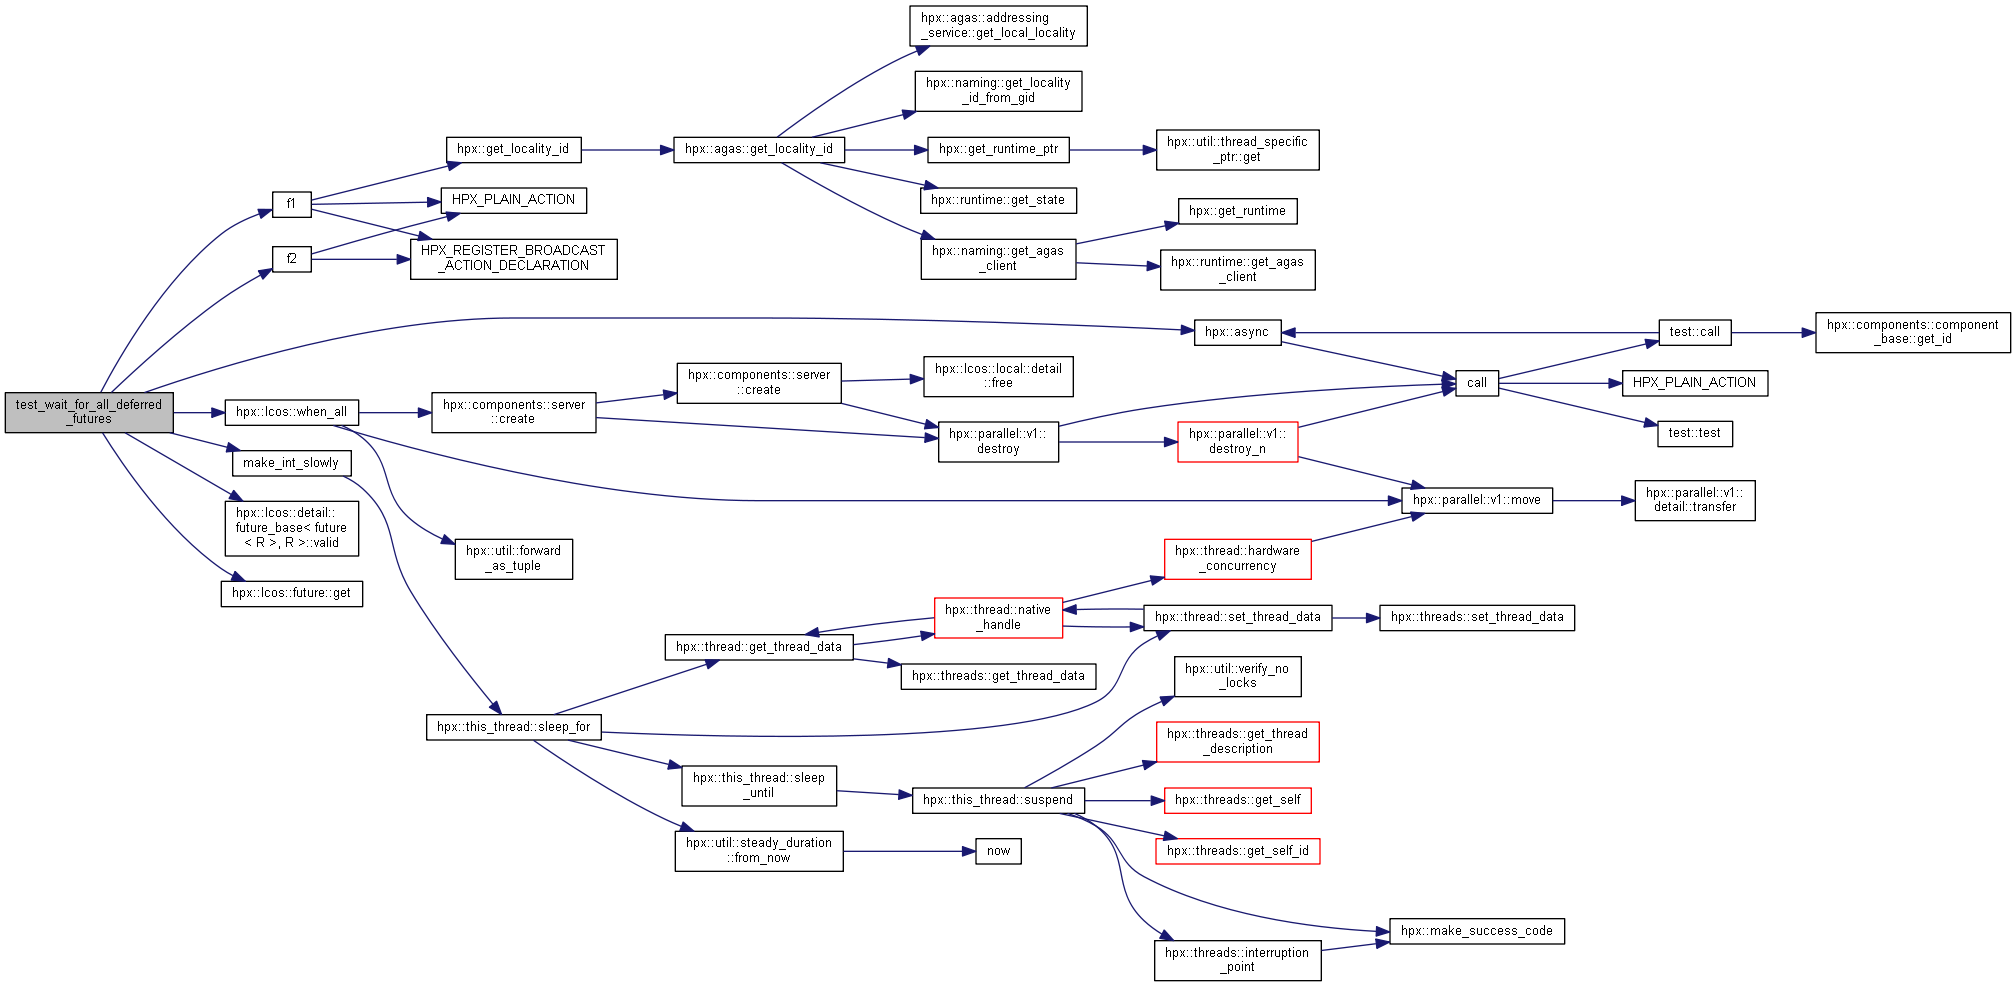 hpx::agas::addressing
_service::get_local_locality
hpx::naming::get_locality
_id_from_gid
hpx::get_locality_id
hpx::agas::get_locality_id
hpx::get_runtime_ptr
hpx::util::thread_specific
_ptr::get
f1
HPX_PLAIN_ACTION
hpx::runtime::get_state
hpx::get_runtime
f2
HPX_REGISTER_BROADCAST
_ACTION_DECLARATION
hpx::naming::get_agas
_client
hpx::runtime::get_agas
_client
hpx::async
test::call
hpx::components::component
_base::get_id
test_wait_for_all_deferred
_futures
hpx::lcos::when_all
hpx::components::server
::create
hpx::components::server
::create
hpx::lcos::local::detail
::free
call
HPX_PLAIN_ACTION
hpx::parallel::v1::
destroy
hpx::parallel::v1::
destroy_n
test::test
make_int_slowly
hpx::parallel::v1::move
hpx::parallel::v1::
detail::transfer
hpx::lcos::detail::
future_base< future
< R >, R >::valid
hpx::util::forward
_as_tuple
hpx::thread::hardware
_concurrency
hpx::lcos::future::get
hpx::thread::native
_handle
hpx::thread::set_thread_data
hpx::threads::set_thread_data
hpx::thread::get_thread_data
hpx::threads::get_thread_data
hpx::util::verify_no
_locks
hpx::this_thread::sleep_for
hpx::threads::get_thread
_description
hpx::this_thread::sleep
_until
hpx::this_thread::suspend
hpx::threads::get_self
hpx::util::steady_duration
::from_now
now
hpx::threads::get_self_id
hpx::make_success_code
hpx::threads::interruption
_point